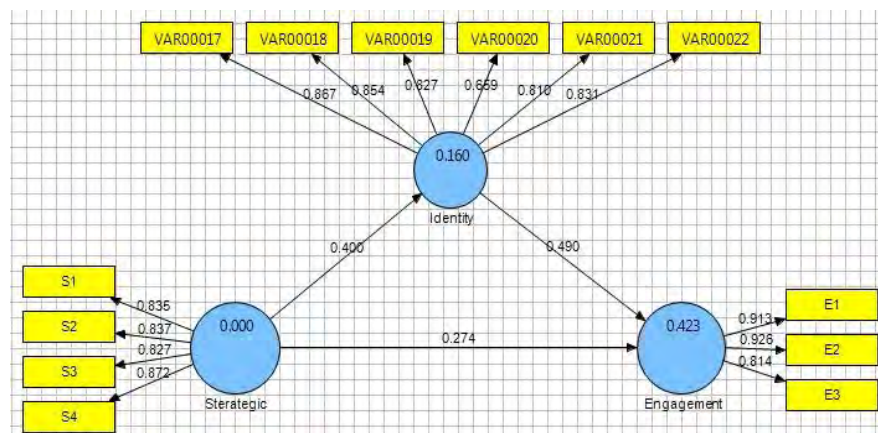 VAR00017 VAR00018 VAR00019 VAR00020 VAR00021 VAR00022
0.867 0.854 0.827 0.659 0.810 0.831
0.160
Identity
0.400 0.490
S1
0.835
S2
0.837
S3
0.827
S4
0.872
0.000
Sterategic
0.274
0.423
Engagement
0.913
E1
0.926
E2
0.814
E3